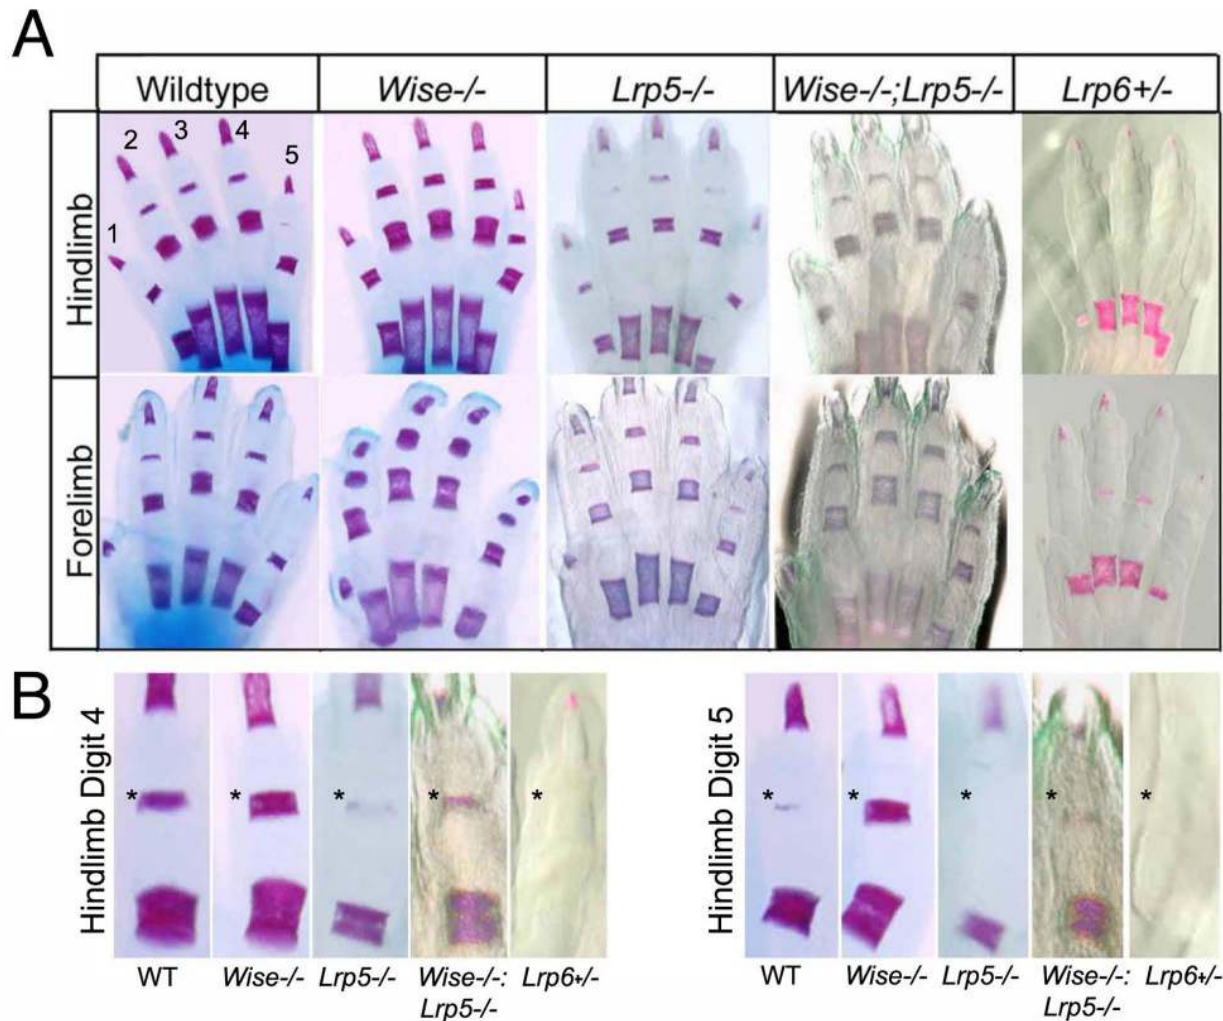 A
Wildtype Wise-/- Lrp5-/- Wise-/-;Lrp5-/- Lrp6+/-
Hindlimb
1 2 3 4 5
Forelimb
B
Hindlimb Digit 4
* * * * *
WT Wise-/- Lrp5-/- Wise-/-: Lrp6+/-
Lrp5-/-
Hindlimb Digit 5
* * * * *
WT Wise-/- Lrp5-/- Wise-/-: Lrp6+/-
Lrp5-/-